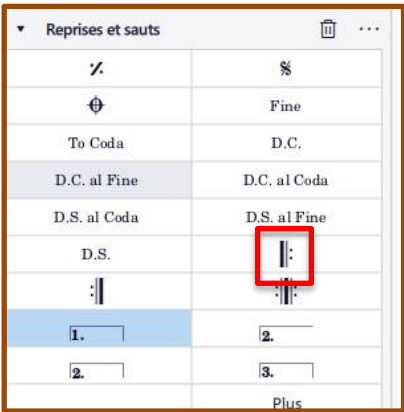 Reprises et sauts
Fine
To Coda D.C.
D.C. al Fine D.C. al Coda
D.S. al Coda D.S. al Fine
D.S.
1. 2.
2. 3.
Plus